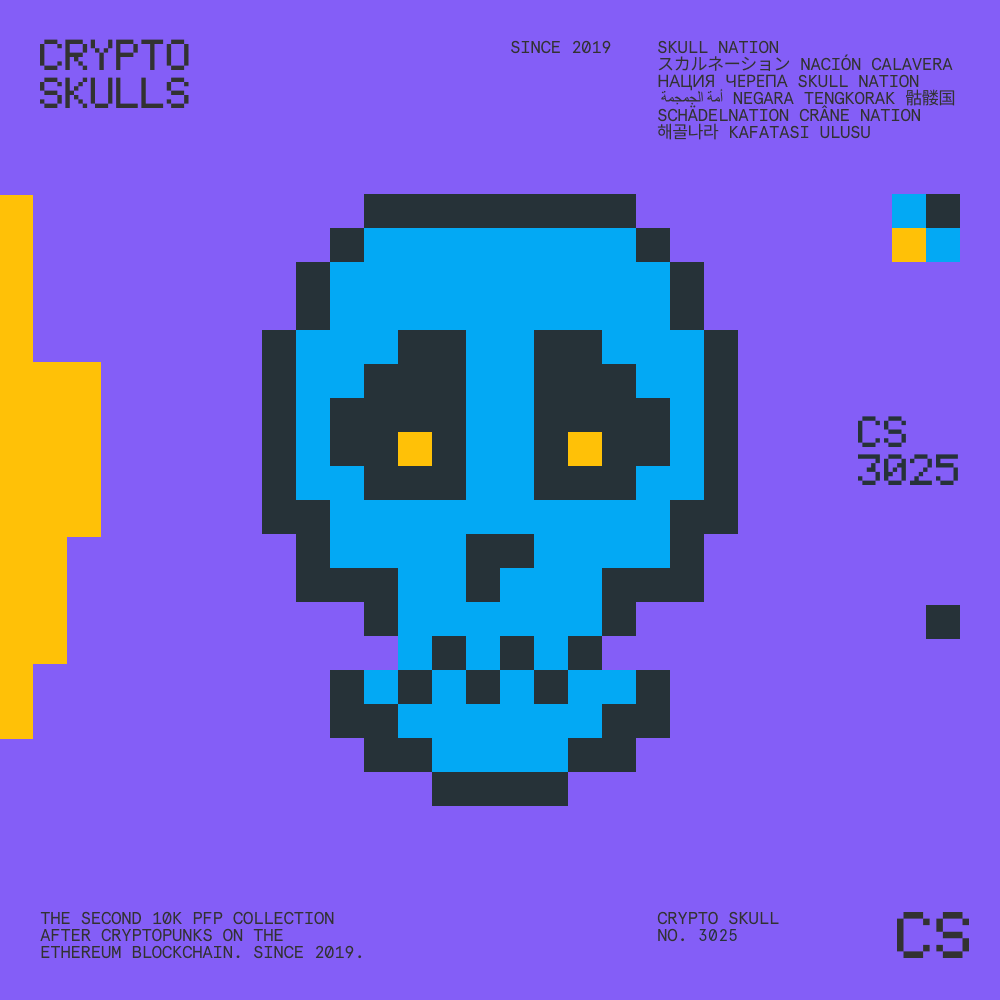 CRYPTO
SKULLS
SINCE 2019
SKULL NATION
スカルネーション NACIÓN CALAVERA
НАЦИЯ ЧЕРЕПА SKULL NATION
أمة الجمجمة NEGARA TENGKORAK 骷髅国
SCHÄDELNATION CRÂNE NATION
해골나라 KAFATASI ULUSU
CS
3025
THE SECOND 10K PFP COLLECTION
AFTER CRYPTOPUNKS ON THE
ETHEREUM BLOCKCHAIN. SINCE 2019.
CRYPTO SKULL
NO. 3025
CS